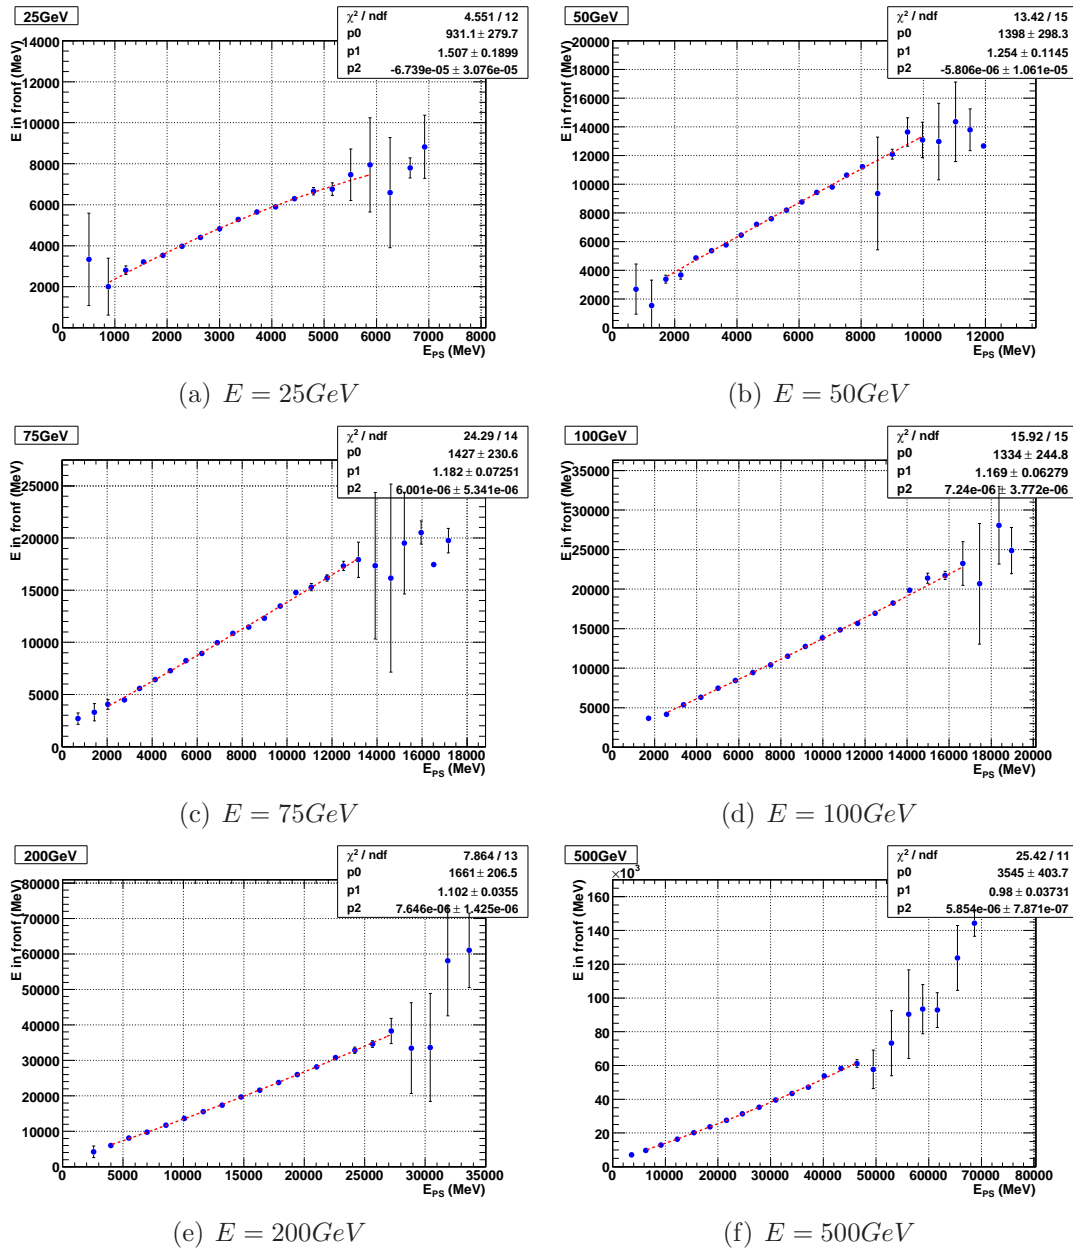 25GeV
χ² / ndf 4.551 / 12
p0 931.1 ± 279.7
p1 1.507 ± 0.1899
p2 -6.739e-05 ± 3.076e-05
E in fronf (MeV)
14000
12000
10000
8000
6000
4000
2000
0
0 1000 2000 3000 4000 5000 6000 7000 8000
E_PS (MeV)
(a) E = 25GeV
50GeV
χ² / ndf 13.42 / 15
p0 1398 ± 298.3
p1 1.254 ± 0.1145
p2 -5.806e-06 ± 1.061e-05
E in fronf (MeV)
20000
18000
16000
14000
12000
10000
8000
6000
4000
2000
0
0 2000 4000 6000 8000 10000 12000
E_PS (MeV)
(b) E = 50GeV
75GeV
χ² / ndf 24.29 / 14
p0 1427 ± 230.6
p1 1.182 ± 0.07251
p2 6.001e-06 ± 5.341e-06
E in fronf (MeV)
25000
20000
15000
10000
5000
0
0 2000 4000 6000 8000 10000 12000 14000 16000 18000
E_PS (MeV)
(c) E = 75GeV
100GeV
χ² / ndf 15.92 / 15
p0 1334 ± 244.8
p1 1.169 ± 0.06279
p2 7.24e-06 ± 3.772e-06
E in fronf (MeV)
35000
30000
25000
20000
15000
10000
5000
0
0 2000 4000 6000 8000 10000 12000 14000 16000 18000 20000
E_PS (MeV)
(d) E = 100GeV
200GeV
χ² / ndf 7.864 / 13
p0 1661 ± 206.5
p1 1.102 ± 0.0355
p2 7.646e-06 ± 1.425e-06
E in fronf (MeV)
80000
70000
60000
50000
40000
30000
20000
10000
0
0 5000 10000 15000 20000 25000 30000 35000
E_PS (MeV)
(e) E = 200GeV
500GeV
χ² / ndf 25.42 / 11
p0 3545 ± 403.7
p1 0.98 ± 0.03731
p2 5.854e-06 ± 7.871e-07
×10³
E in fronf (MeV)
160
140
120
100
80
60
40
20
0
0 10000 20000 30000 40000 50000 60000 70000 80000
E_PS (MeV)
(f) E = 500GeV